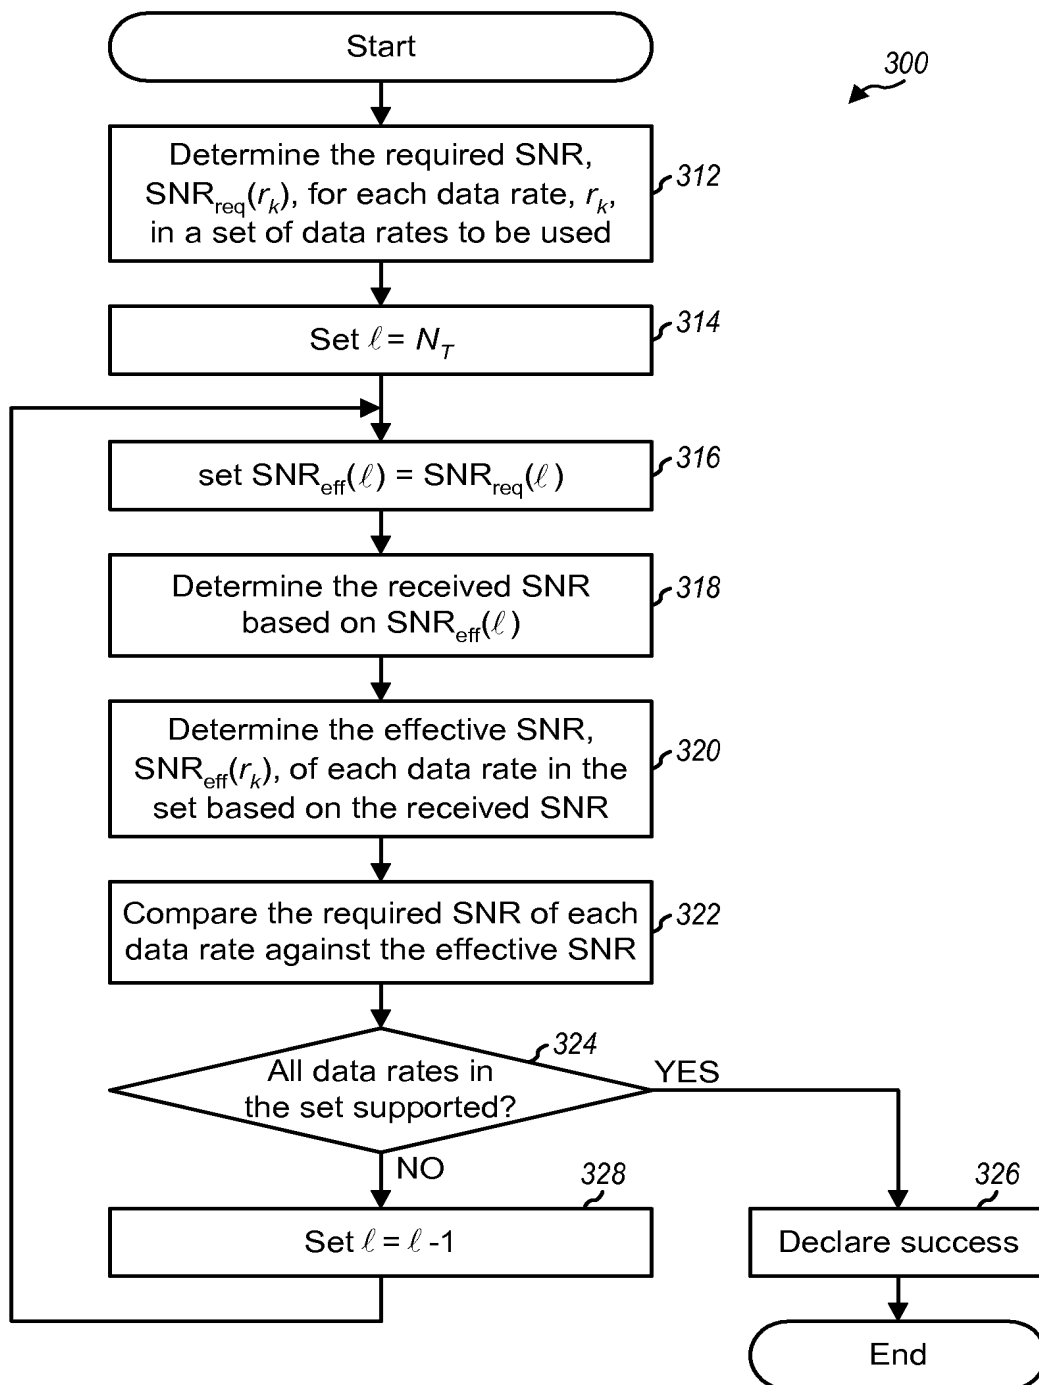 Start
300
Determine the required SNR,
SNRreq(rk), for each data rate, rk,
in a set of data rates to be used
312
Set ℓ = NT
314
set SNReff(ℓ) = SNRreq(ℓ)
316
Determine the received SNR
based on SNReff(ℓ)
318
Determine the effective SNR,
SNReff(rk), of each data rate in the
set based on the received SNR
320
Compare the required SNR of each
data rate against the effective SNR
322
324
All data rates in
the set supported?
YES
NO
328
Set ℓ = ℓ -1
326
Declare success
End